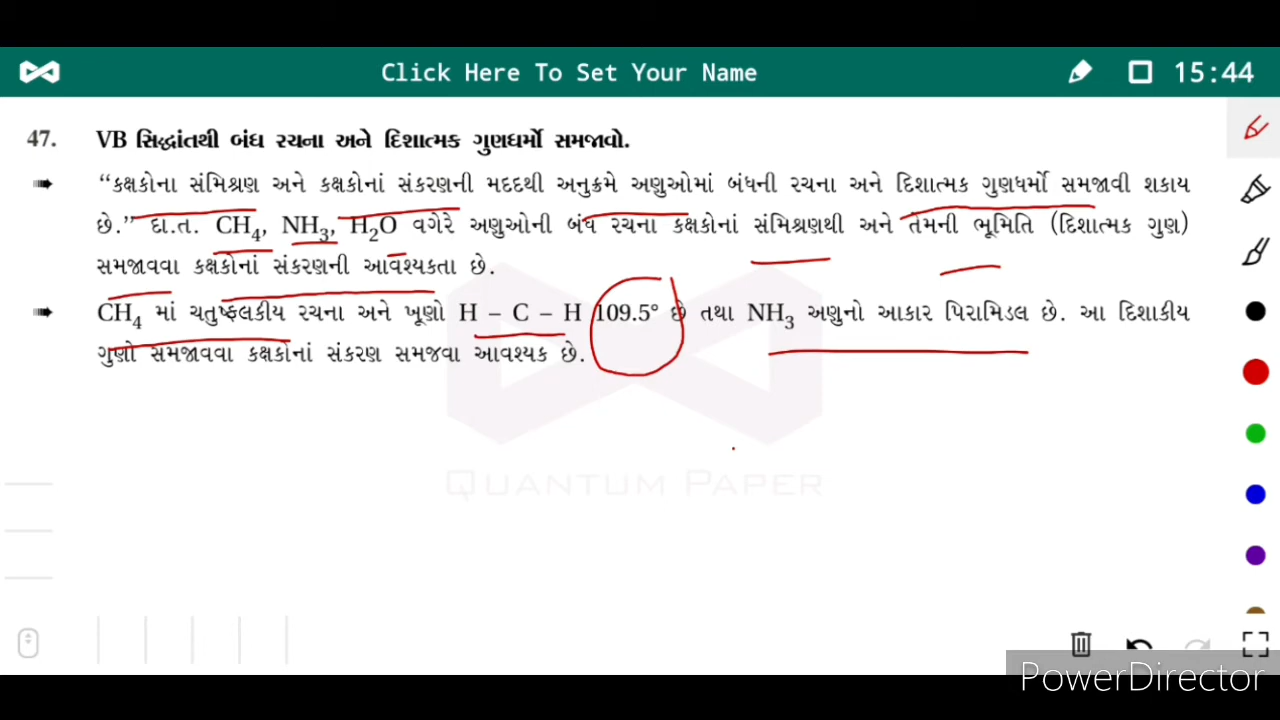 Click Here To Set Your Name
15:44
47. VB સિદ્ધાંતથી બંધ રચના અને દિશાત્મક ગુણધર્મો સમજાવો.
➠ “કક્ષકોના સંમિશ્રણ અને કક્ષકોનાં સંકરણની મદદથી અનુક્રમે અણુઓમાં બંધની રચના અને દિશાત્મક ગુણધર્મો સમજાવી શકાય
છે.” દા.ત. CH₄, NH₃, H₂O વગેરે અણુઓની બંધ રચના કક્ષકોનાં સંમિશ્રણથી અને તેમની ભૂમિતિ (દિશાત્મક ગુણ)
સમજાવવા કક્ષકોનાં સંકરણની આવશ્યકતા છે.
➠ CH₄ માં ચતુષ્ફલકીય રચના અને ખૂણો H – C – H 109.5° છે તથા NH₃ અણુનો આકાર પિરામિડલ છે. આ દિશાકીય
ગુણો સમજાવવા કક્ષકોનાં સંકરણ સમજવા આવશ્યક છે.
QUANTUM PAPER
PowerDirector